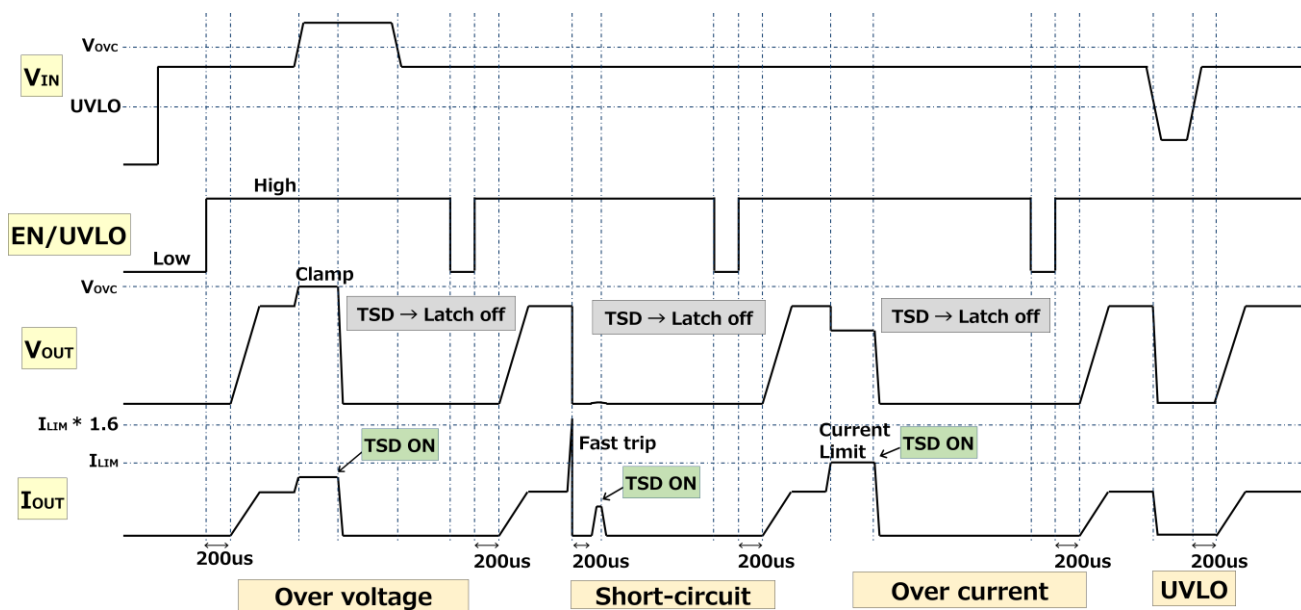 VOVC
VIN
UVLO
High
EN/UVLO
Low
VOVC
Clamp
TSD → Latch off
TSD → Latch off
TSD → Latch off
VOUT
ILIM * 1.6
TSD ON
Fast trip
Current
Limit
TSD ON
ILIM
TSD ON
IOUT
200us
200us
200us
200us
200us
200us
Over voltage
Short-circuit
Over current
UVLO